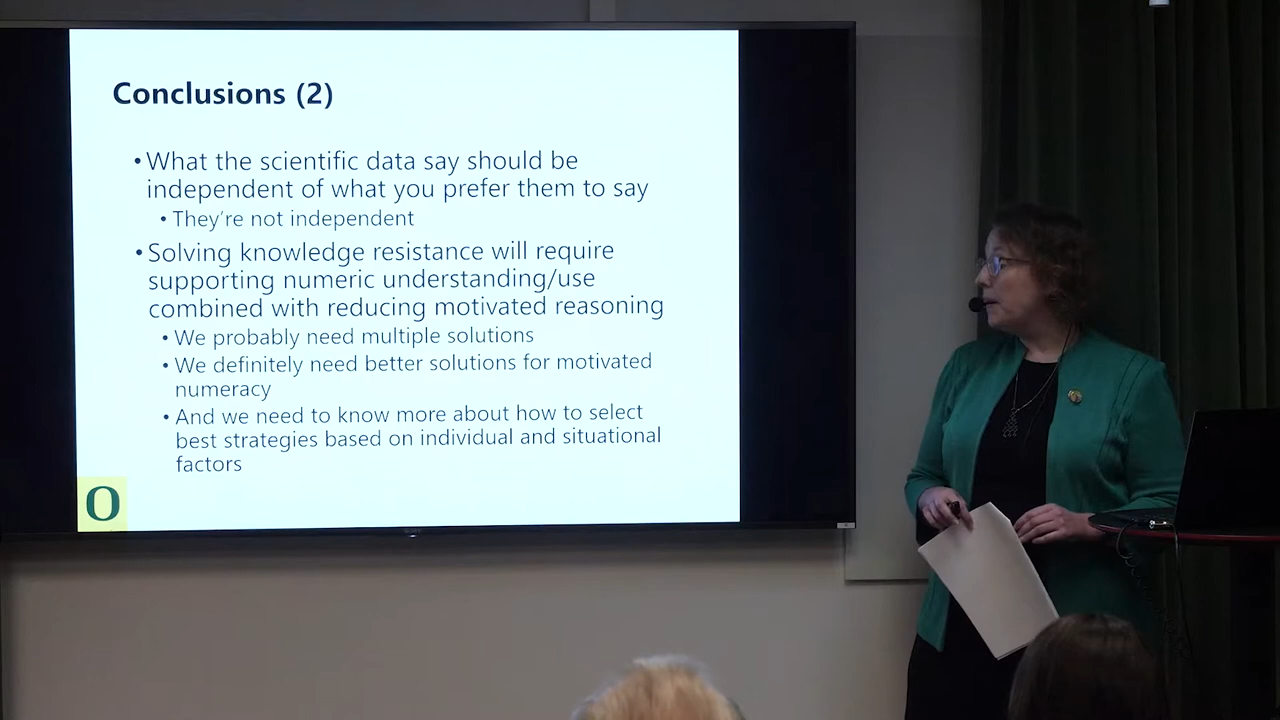 Conclusions (2)
• What the scientific data say should be
independent of what you prefer them to say
• They're not independent
• Solving knowledge resistance will require
supporting numeric understanding/use
combined with reducing motivated reasoning
• We probably need multiple solutions
• We definitely need better solutions for motivated
numeracy
• And we need to know more about how to select
best strategies based on individual and situational
factors
O